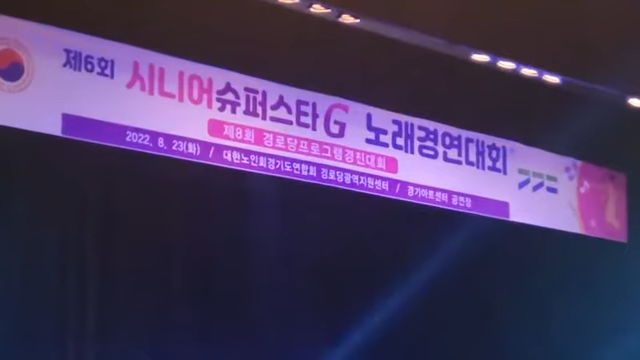 제6회 시니어슈퍼스타G 노래경연대회
제8회 경로당프로그램경진대회
2022. 8. 23(화) / 대한노인회경기도연합회 경로당광역지원센터 / 경기아트센터 공연장